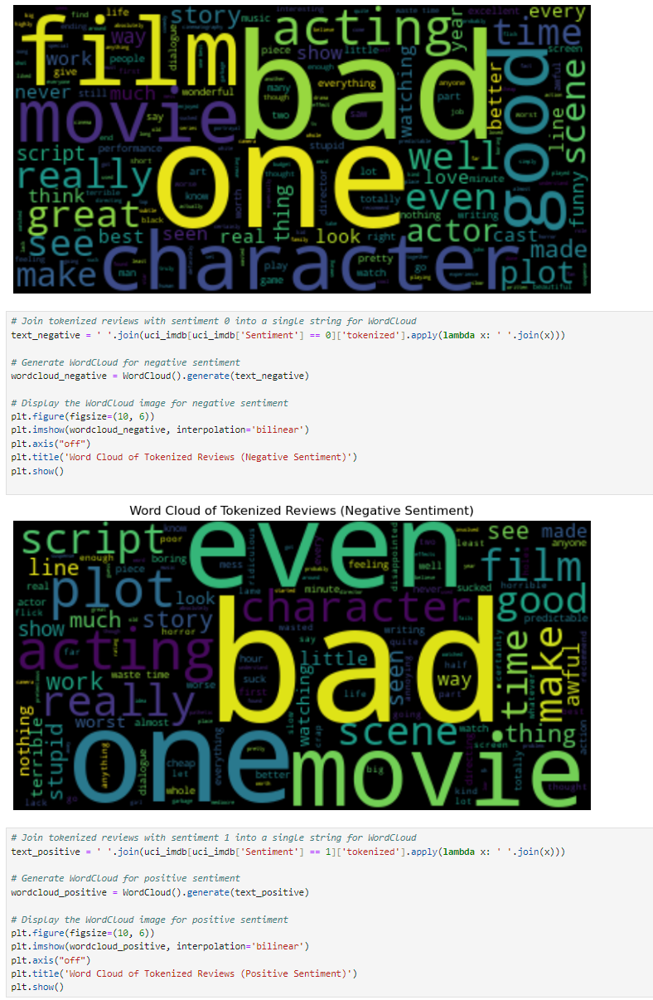 film bad acting story every
way time
work show little
people
year
music
dialogue
piece
screen
excellent
give
never still much wonderful everything anyone
many
though
watching
better
part
job
good
scene
line
movie
say
two
script performance one stupid well
really short art lot love minute
think
great know
worth
thought
director
totally even
thing
nothing writing
funny
see best black seen real look right actor cast
made
make man character play
game
pretty
watch
go
plot
beautiful
# Join tokenized reviews with sentiment 0 into a single string for WordCloud
text_negative = ' '.join(uci_imdb[uci_imdb['Sentiment'] == 0]['tokenized'].apply(lambda x: ' '.join(x)))
# Generate WordCloud for negative sentiment
wordcloud_negative = WordCloud().generate(text_negative)
# Display the WordCloud image for negative sentiment
plt.figure(figsize=(10, 6))
plt.imshow(wordcloud_negative, interpolation='bilinear')
plt.axis("off")
plt.title('Word Cloud of Tokenized Reviews (Negative Sentiment)')
plt.show()
Word Cloud of Tokenized Reviews (Negative Sentiment)
script know even see made
poor
ridiculous
disappointed
two
least
anyone
line enough boring mess feeling well film
real piece
plot minute never sucked horrible
actor look character good
flick
show much story lame predictable
horror wasted writing
acting far bad say quite
hour little seen half
work waste time suck way time make awful
really worse first watching life annoying part
certainly
whatever
recommend
worst almost scene watch thing
nothing
terrible
stupid
one
anything
dialogue
cheap
everything
slow
crap
going
directing
screen
action
let better movie
big
totally
whole
kind
lot
thought
lack
# Join tokenized reviews with sentiment 1 into a single string for WordCloud
text_positive = ' '.join(uci_imdb[uci_imdb['Sentiment'] == 1]['tokenized'].apply(lambda x: ' '.join(x)))
# Generate WordCloud for positive sentiment
wordcloud_positive = WordCloud().generate(text_positive)
# Display the WordCloud image for positive sentiment
plt.figure(figsize=(10, 6))
plt.imshow(wordcloud_positive, interpolation='bilinear')
plt.axis("off")
plt.title('Word Cloud of Tokenized Reviews (Positive Sentiment)')
plt.show()